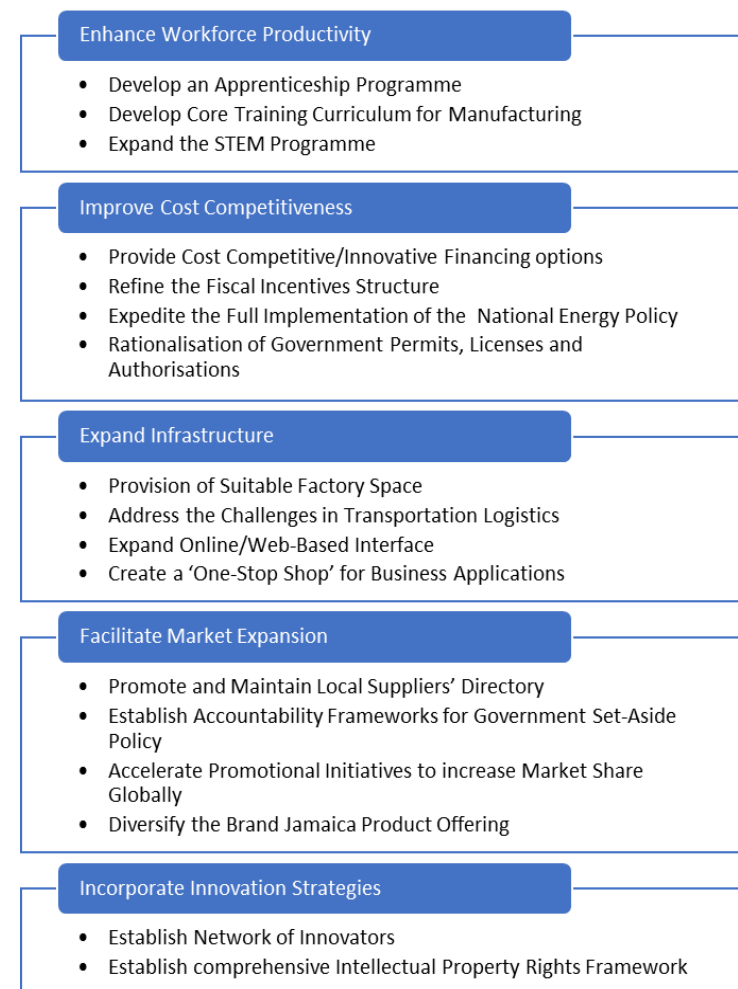 Enhance Workforce Productivity
• Develop an Apprenticeship Programme
• Develop Core Training Curriculum for Manufacturing
• Expand the STEM Programme
Improve Cost Competitiveness
• Provide Cost Competitive/Innovative Financing options
• Refine the Fiscal Incentives Structure
• Expedite the Full Implementation of the  National Energy Policy
• Rationalisation of Government Permits, Licenses and
Authorisations
Expand Infrastructure
• Provision of Suitable Factory Space
• Address the Challenges in Transportation Logistics
• Expand Online/Web-Based Interface
• Create a ‘One-Stop Shop’ for Business Applications
Facilitate Market Expansion
• Promote and Maintain Local Suppliers’ Directory
• Establish Accountability Frameworks for Government Set-Aside
Policy
• Accelerate Promotional Initiatives to increase Market Share
Globally
• Diversify the Brand Jamaica Product Offering
Incorporate Innovation Strategies
• Establish Network of Innovators
• Establish comprehensive Intellectual Property Rights Framework